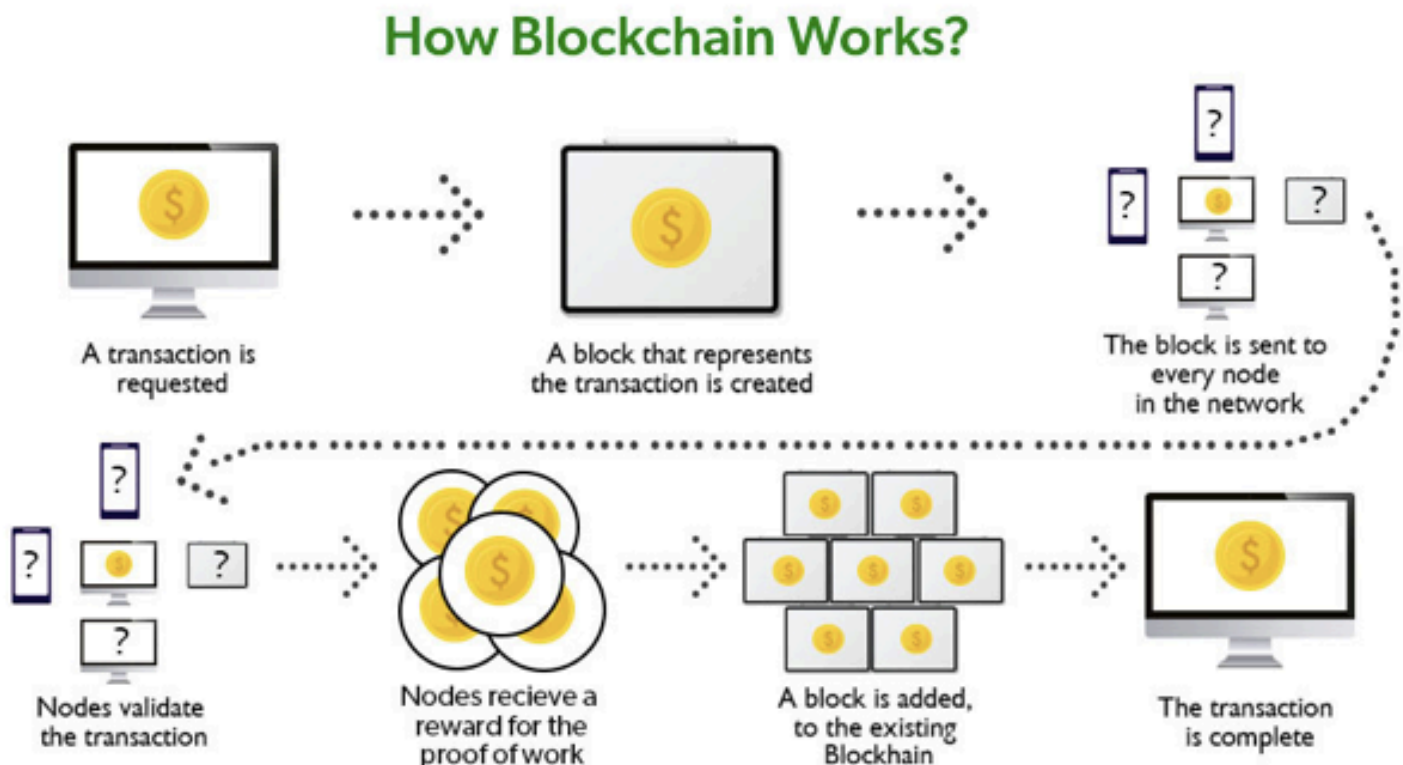 How Blockchain Works?
$
$
?
?
$
?
?
A transaction is
requested
A block that represents
the transaction is created
The block is sent to
every node
in the network
?
?
$
?
?
$
$
$
$
$
$
$
$
$
$
$
Nodes validate
the transaction
Nodes recieve a
reward for the
proof of work
A block is added,
to the existing
Blockhain
The transaction
is complete